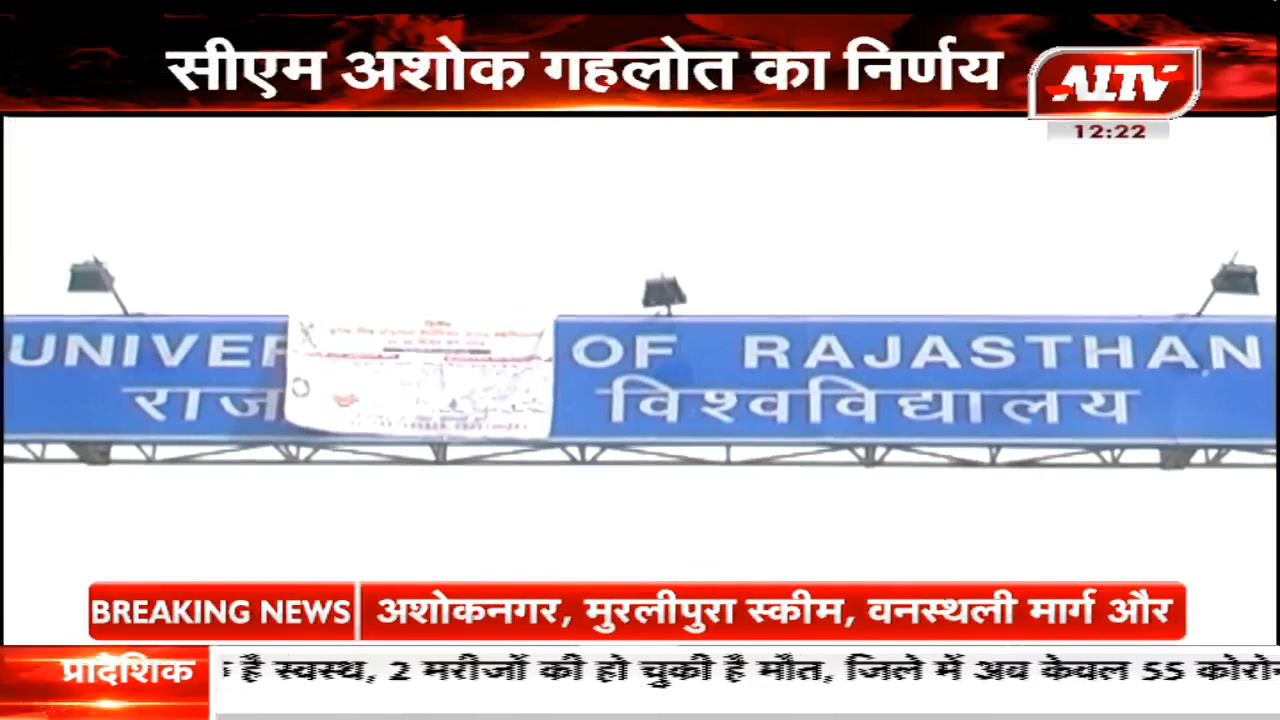 सीएम अशोक गहलोत का निर्णय
ALTV
12:22
UNIVER OF RAJASTHAN
राज विश्वविद्यालय
BREAKING NEWS
अशोकनगर, मुरलीपुरा स्कीम, वनस्थली मार्ग और
प्रादेशिक
है स्वस्थ, 2 मरीजों की हो चुकी है मौत, जिले में अब केवल 55 कोरो